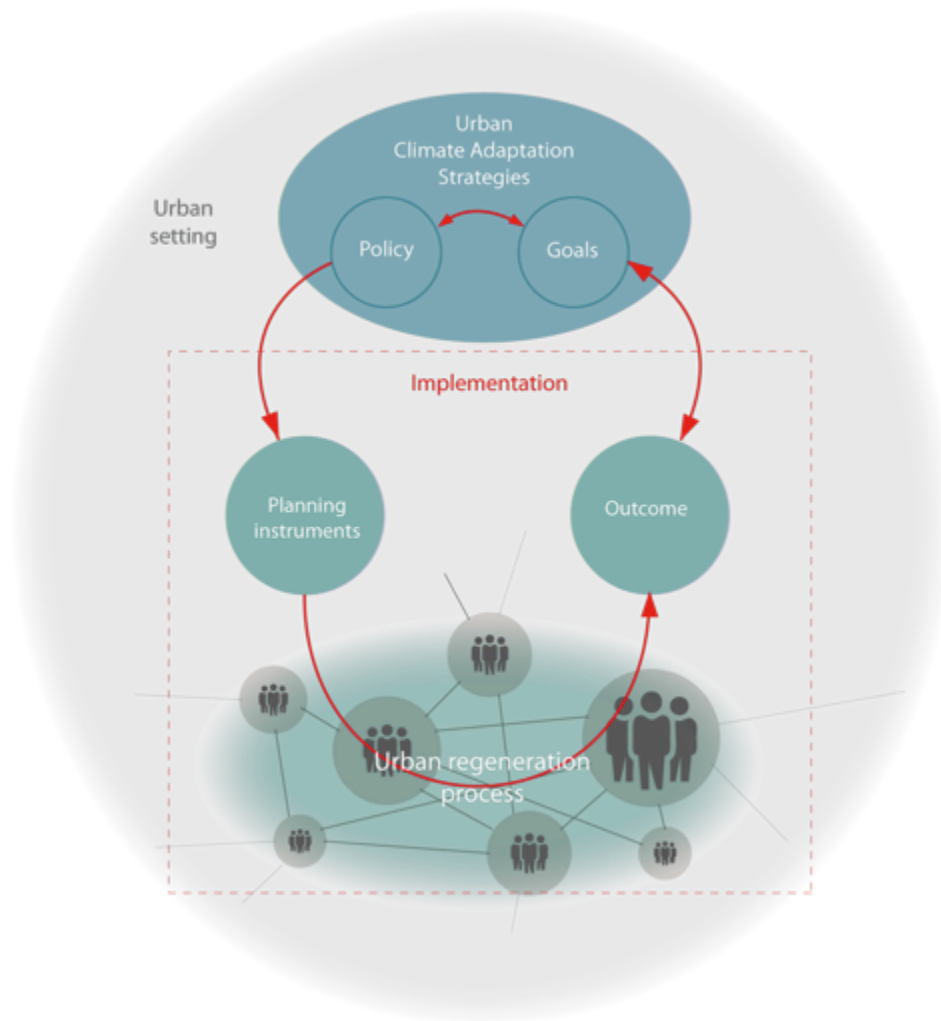 Urban
Climate Adaptation
Strategies
Urban
setting
Policy
Goals
Implementation
Planning
instruments
Outcome
Urban regeneration
process